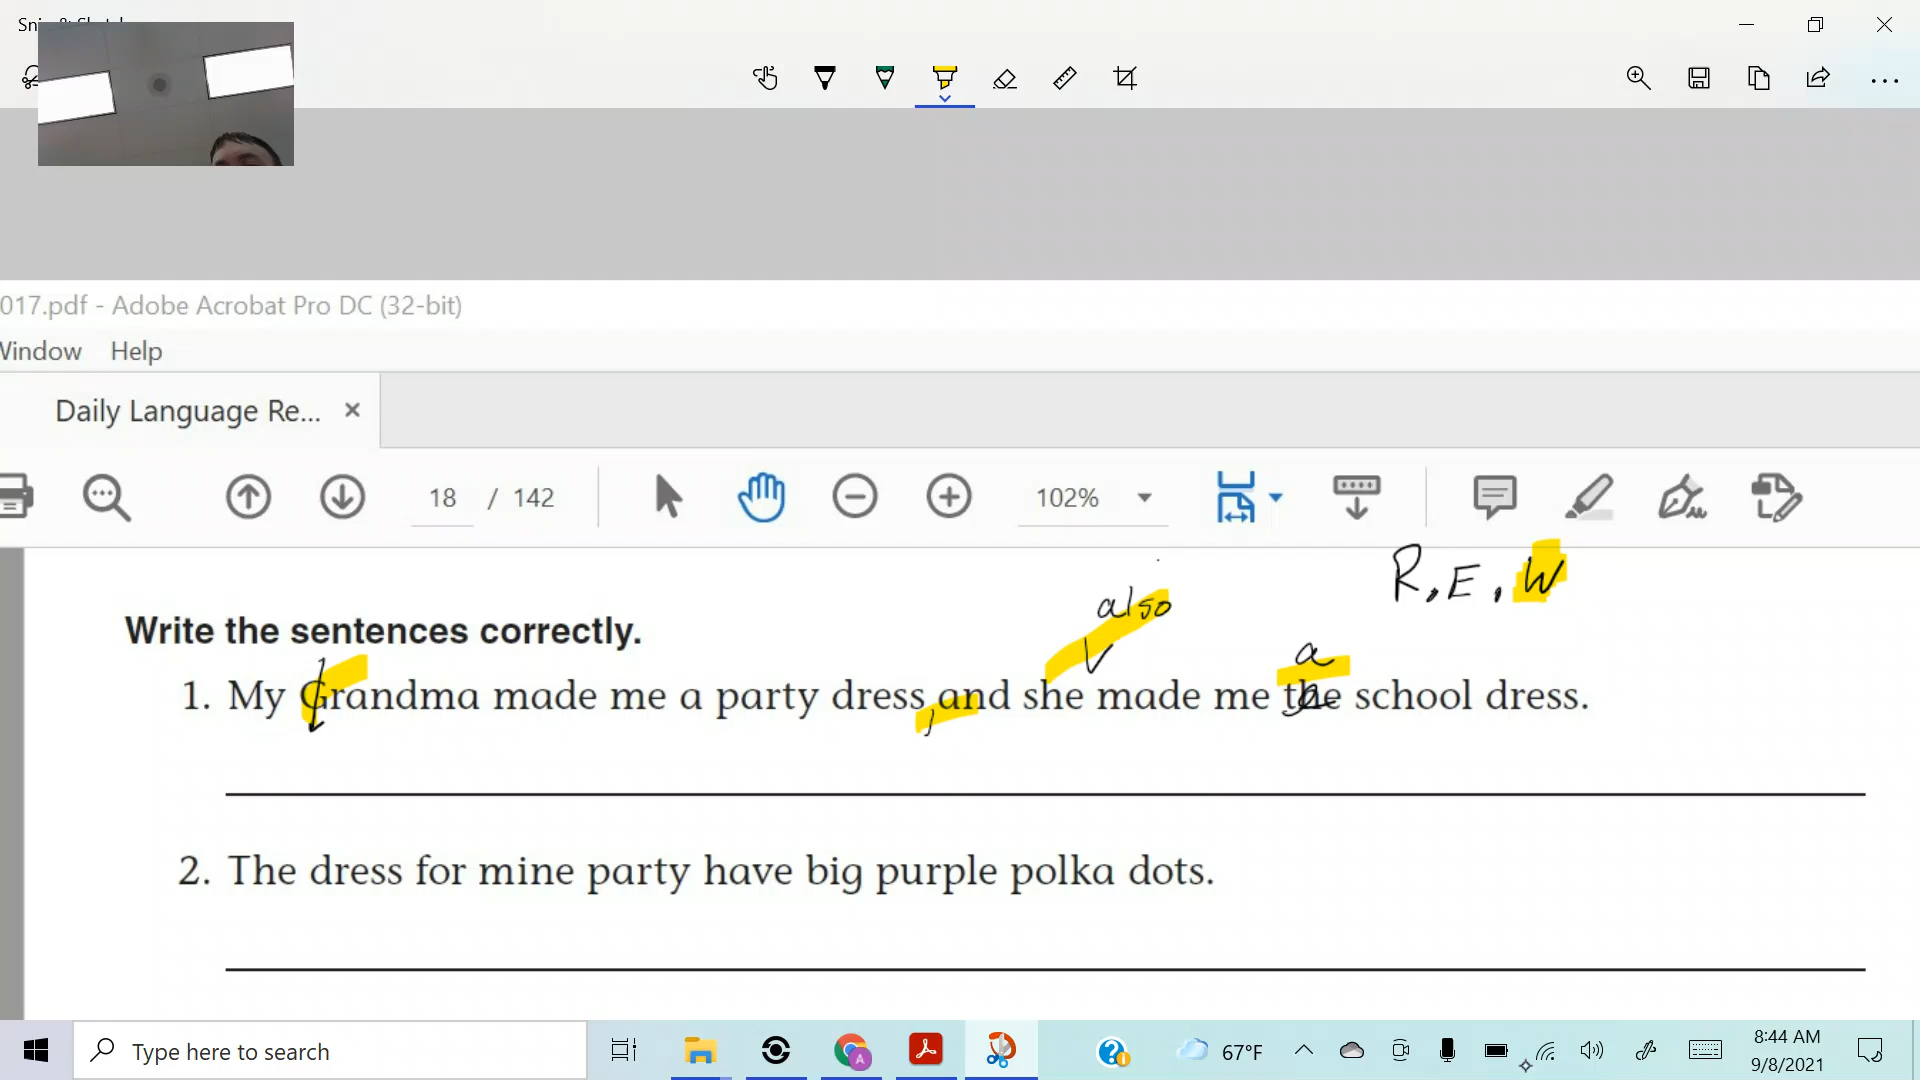 017.pdf - Adobe Acrobat Pro DC (32-bit)
Window Help
Daily Language Re...
18 / 142
102%
R, E, W
also
Write the sentences correctly.
a
1. My Grandma made me a party dress, and she made me the school dress.
2. The dress for mine party have big purple polka dots.
Type here to search
67°F
8:44 AM
9/8/2021